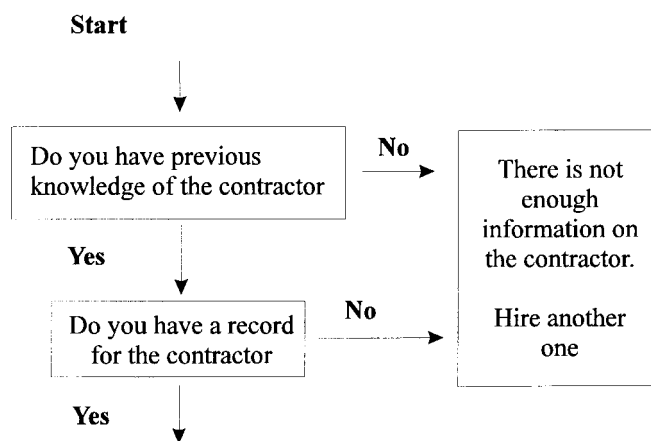 Start
Do you have previous
knowledge of the contractor
No
There is not
enough
information on
the contractor.
Hire another
one
Yes
Do you have a record
for the contractor
No
Yes